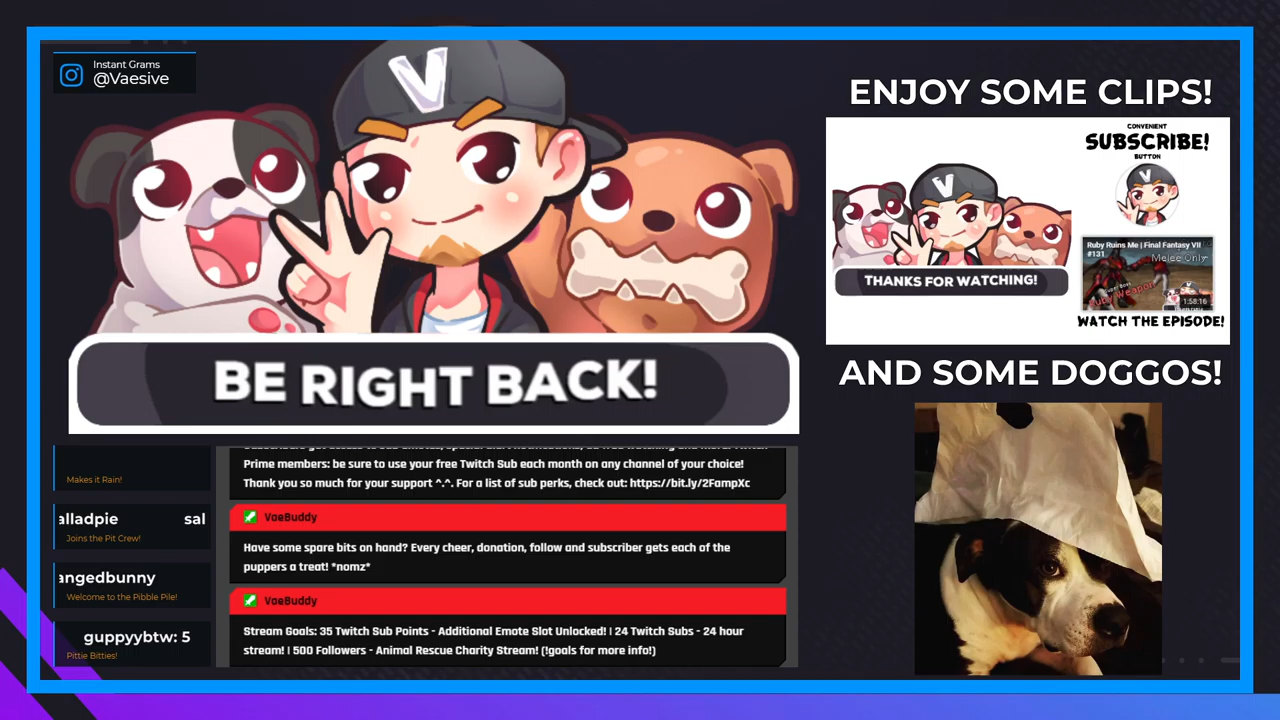 Instant Grams
@Vaesive
V
BE RIGHT BACK!
Makes it Rain!
alladpie sal
Joins the Pit Crew!
angedbunny
Welcome to the Pibble Pile!
guppyybtw: 5
Pittie Bitties!
Prime members: be sure to use your free Twitch Sub each month on any channel of your choice!
Thank you so much for your support ^.^. For a list of sub perks, check out: https://bit.ly/2FampXc
VaeBuddy
Have some spare bits on hand? Every cheer, donation, follow and subscriber gets each of the
puppers a treat! *nomz*
VaeBuddy
Stream Goals: 35 Twitch Sub Points - Additional Emote Slot Unlocked! | 24 Twitch Subs - 24 hour
stream! | 500 Followers - Animal Rescue Charity Stream! (!goals for more info!)
ENJOY SOME CLIPS!
CONVENIENT
SUBSCRIBE!
BUTTON
V
V
THANKS FOR WATCHING!
Ruby Ruins Me | Final Fantasy VII
#131
Melee Only
Super Boss
Ruby Weapon
1:58:16
WATCH THE EPISODE!
AND SOME DOGGOS!